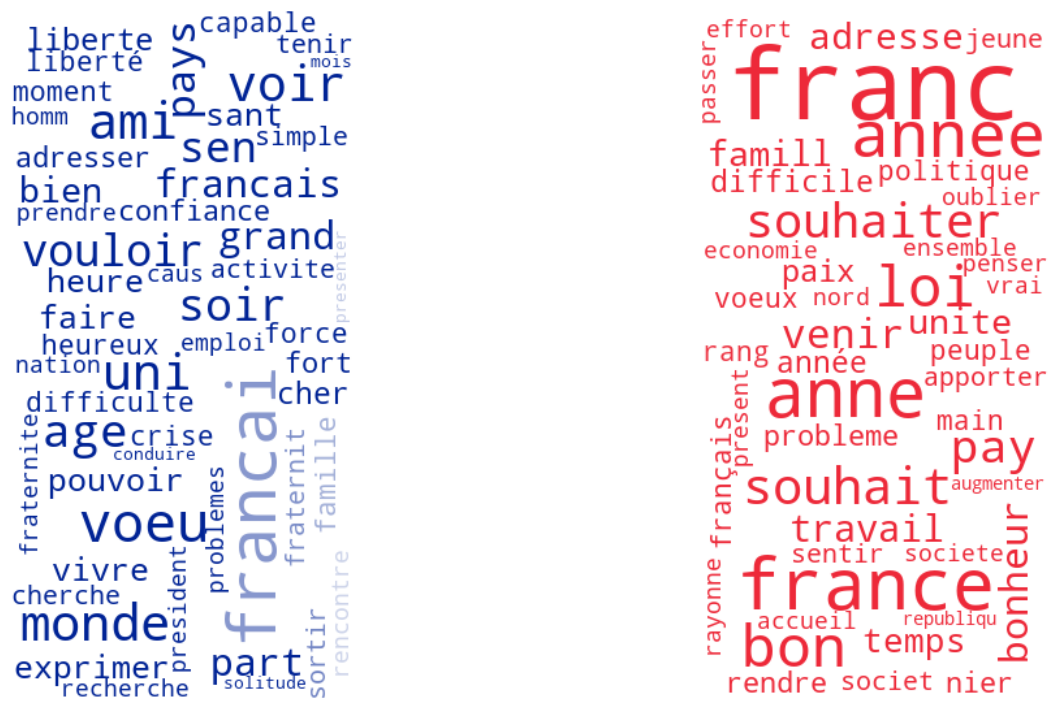 capable
liberte
pays
tenir
liberté
mois
voir
moment
homm
ami
sant
simple
sen
adresser
bien
francais
prendre
confiance
vouloir
grand
presenter
heure
caus
activite
soir
faire
force
heureux
emploi
nation
uni
fort
francai
cher
difficulte
fraternite
age
crise
fraternit
famille
conduire
pouvoir
problemes
voeu
vivre
president
rencontre
cherche
monde
sortir
exprimer
part
recherche
solitude
effort
adresse
jeune
passer
franc
annee
famill
difficile
politique
oublier
souhaiter
economie
ensemble
penser
paix
loi
vrai
voeux
nord
venir
unite
rang
année
peuple
present
anne
apporter
français
main
probleme
pay
souhait
augmenter
travail
bonheur
sentir
societe
rayonne
france
accueil
republiqu
bon
temps
rendre
societ
nier